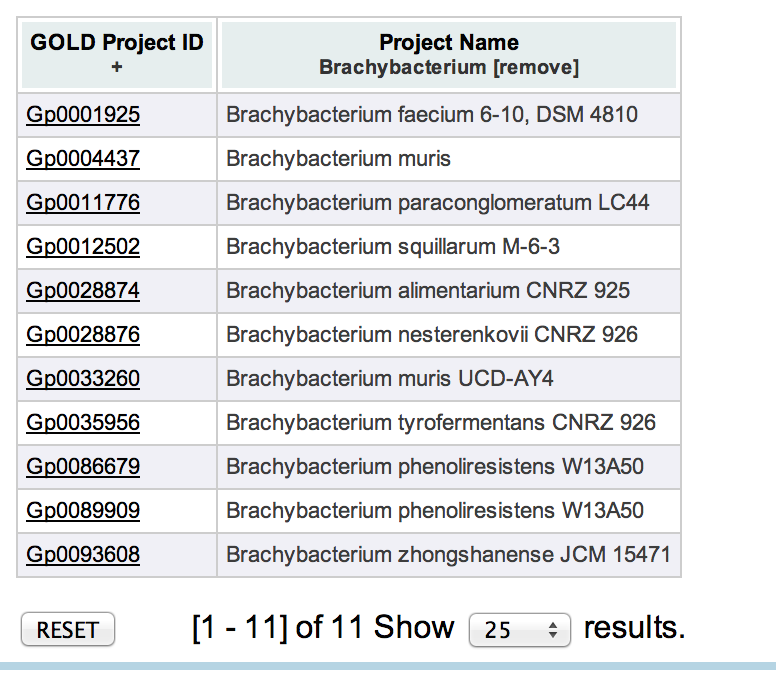 GOLD Project ID Project Name
+ Brachybacterium [remove]
Gp0001925 Brachybacterium faecium 6-10, DSM 4810
Gp0004437 Brachybacterium muris
Gp0011776 Brachybacterium paraconglomeratum LC44
Gp0012502 Brachybacterium squillarum M-6-3
Gp0028874 Brachybacterium alimentarium CNRZ 925
Gp0028876 Brachybacterium nesterenkovii CNRZ 926
Gp0033260 Brachybacterium muris UCD-AY4
Gp0035956 Brachybacterium tyrofermentans CNRZ 926
Gp0086679 Brachybacterium phenoliresistens W13A50
Gp0089909 Brachybacterium phenoliresistens W13A50
Gp0093608 Brachybacterium zhongshanense JCM 15471
RESET [1 - 11] of 11 Show 25 results.